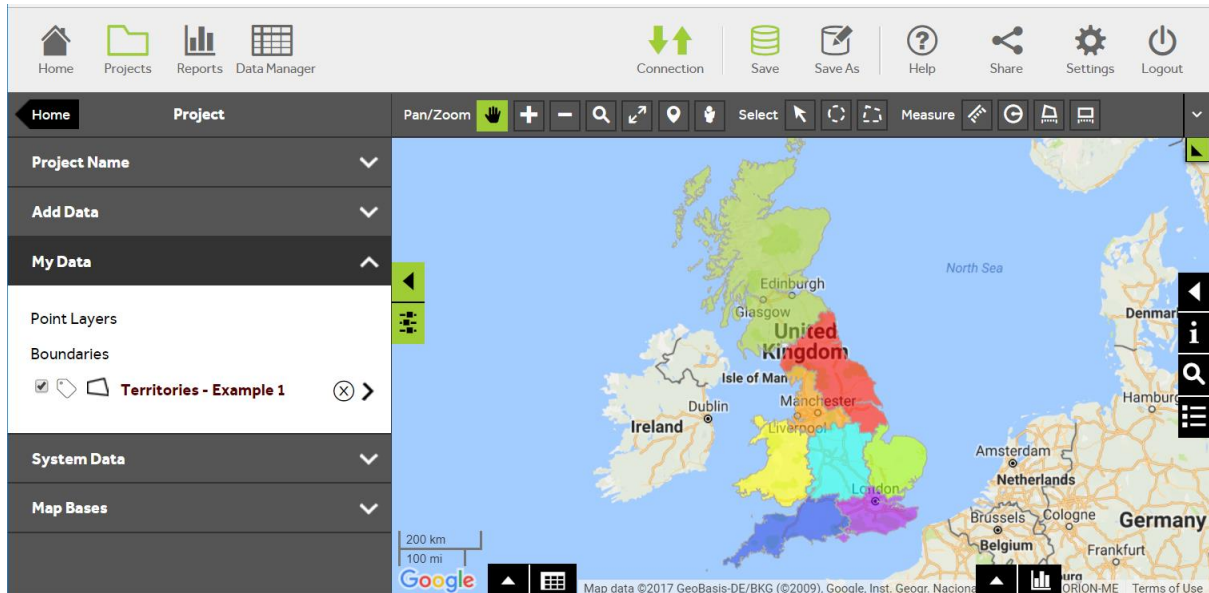 Home
Projects
Reports
Data Manager
Connection
Save
Save As
Help
Share
Settings
Logout
Home
Project
Pan/Zoom
Select
Measure
Project Name
Add Data
My Data
Point Layers
Boundaries
Territories - Example 1
System Data
Map Bases
North Sea
Edinburgh
Glasgow
United
Kingdom
Denmar
Isle of Man
Manchester
Hamburg
Dublin
Liverpool
Ireland
Amsterdam
Netherlands
London
Brussels
Cologne
Germany
Belgium
Frankfurt
200 km
100 mi
Google
Map data ©2017 GeoBasis-DE/BKG (©2009), Google, Inst. Geogr. Naciona
urg
ORION-ME
Terms of Use